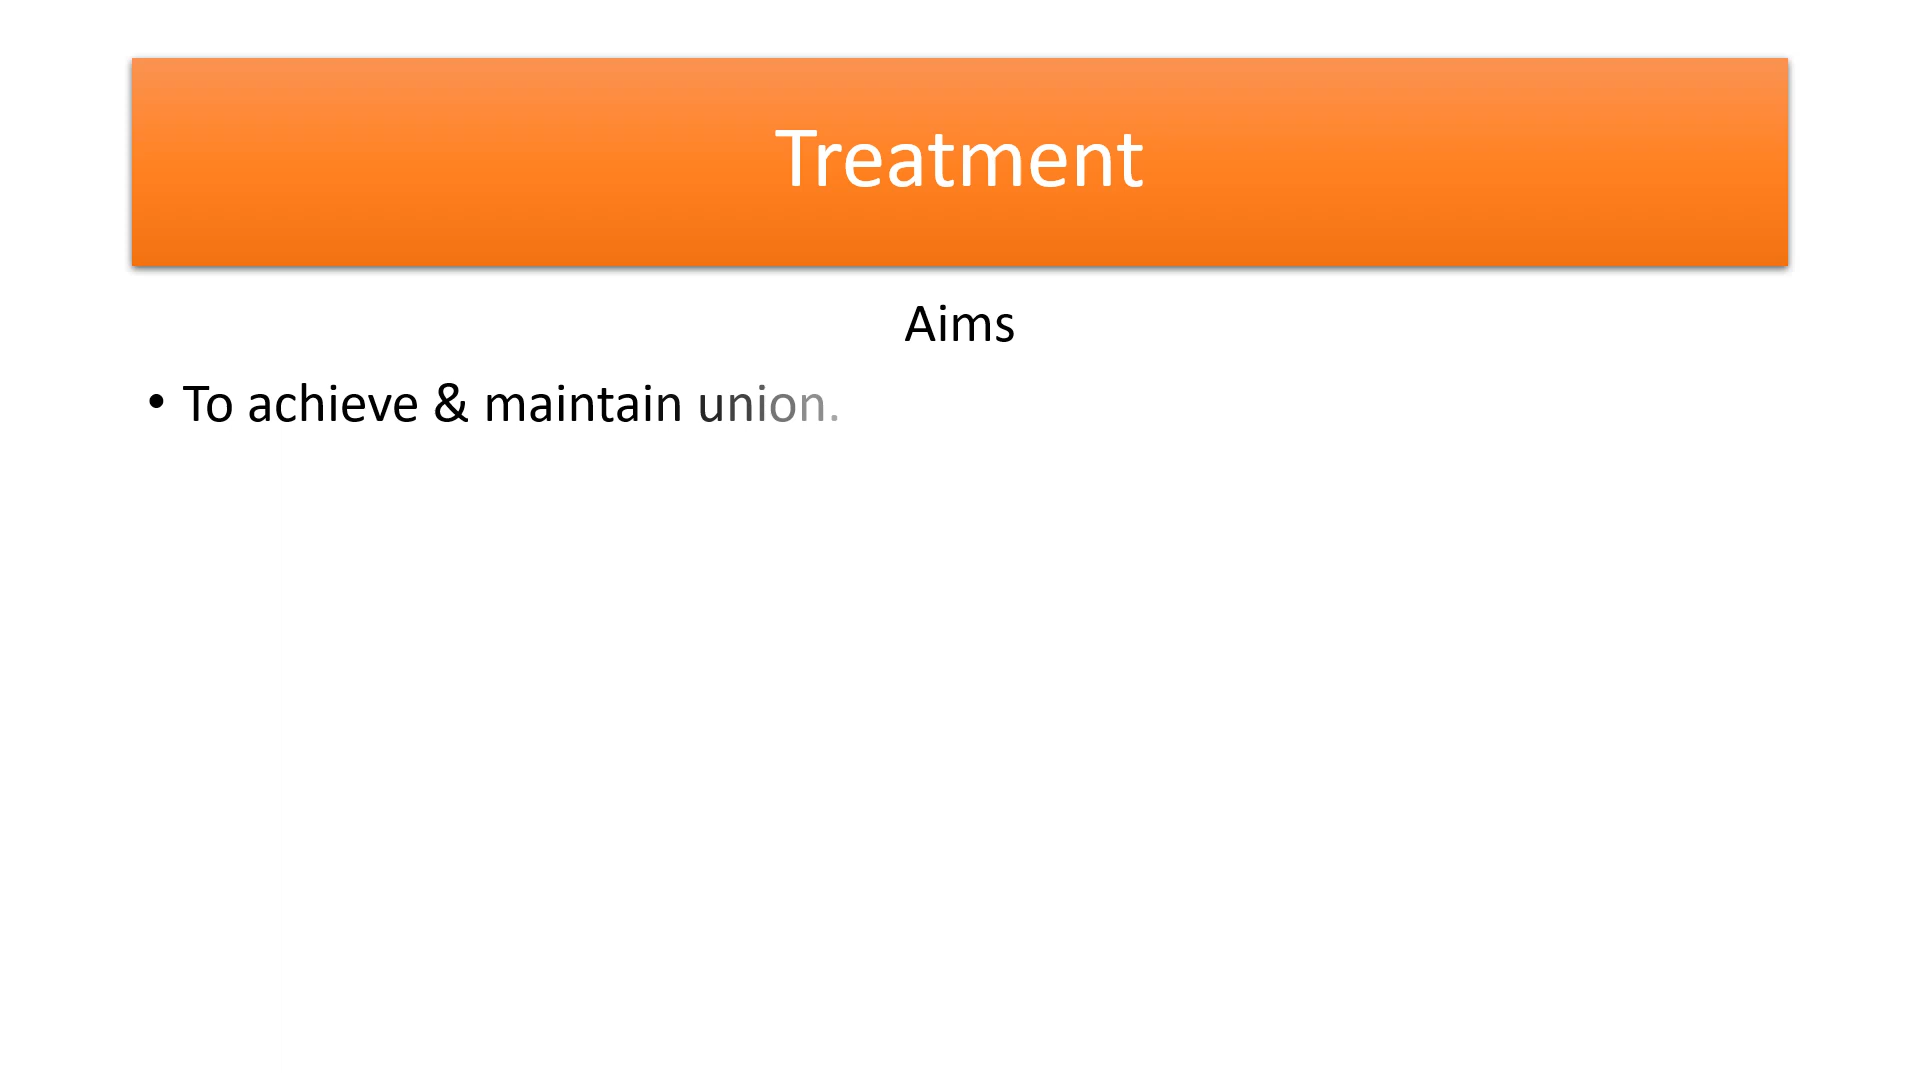 Treatment
Aims
• To achieve & maintain union.